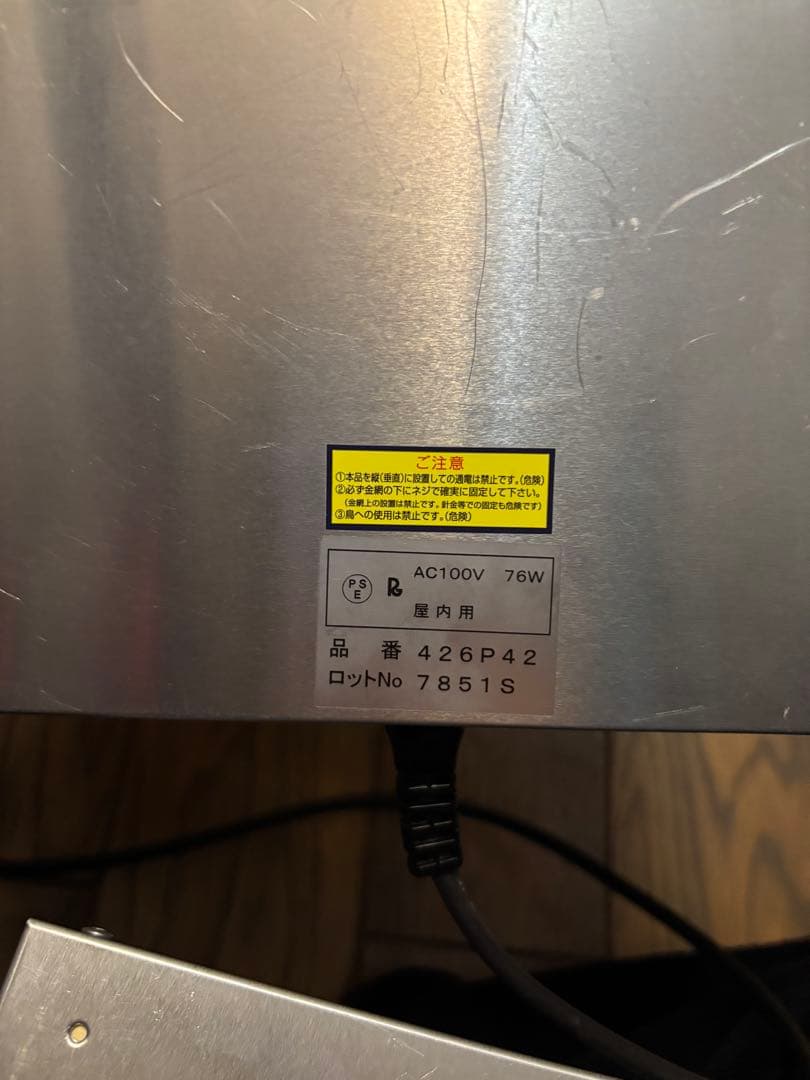 ご注意
①本品を縦(垂直)に設置しての通電は禁止です。(危険)
②必ず金網の下にネジで確実に固定して下さい。
(金網上の設置は禁止です。針金等での固定も危険です)
③鳥への使用は禁止です。(危険)
PSE
AC100V 76W
屋内用
品番 426P42
ロットNo 7851S